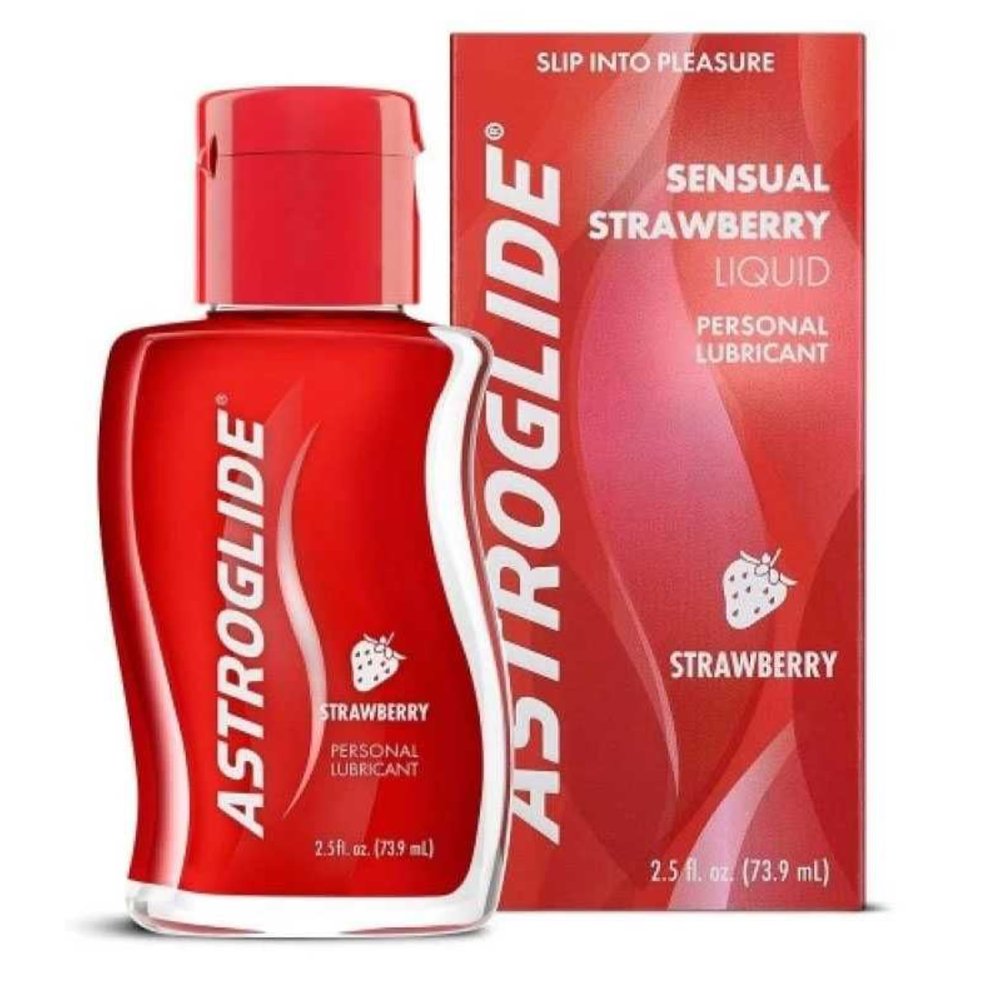 ASTROGLIDE®
STRAWBERRY
PERSONAL
LUBRICANT
2.5 fl. oz. (73.9 mL)
SLIP INTO PLEASURE
ASTROGLIDE®
SENSUAL
STRAWBERRY
LIQUID
PERSONAL
LUBRICANT
STRAWBERRY
2.5 fl. oz. (73.9 mL)